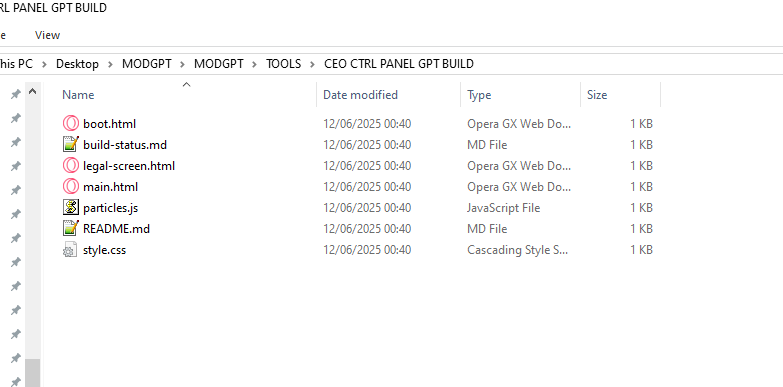 RL PANEL GPT BUILD
e View
his PC Desktop MODGPT MODGPT TOOLS CEO CTRL PANEL GPT BUILD
Name Date modified Type Size
boot.html 12/06/2025 00:40 Opera GX Web Do... 1 KB
build-status.md 12/06/2025 00:40 MD File 1 KB
legal-screen.html 12/06/2025 00:40 Opera GX Web Do... 1 KB
main.html 12/06/2025 00:40 Opera GX Web Do... 1 KB
particles.js 12/06/2025 00:40 JavaScript File 1 KB
README.md 12/06/2025 00:40 MD File 1 KB
style.css 12/06/2025 00:40 Cascading Style S... 1 KB